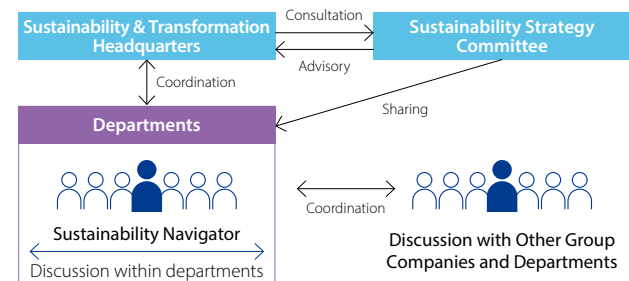 Sustainability & Transformation
Headquarters
Consultation
Advisory
Sustainability Strategy
Committee
Coordination
Sharing
Departments
Sustainability Navigator
Discussion within departments
Coordination
Discussion with Other Group
Companies and Departments